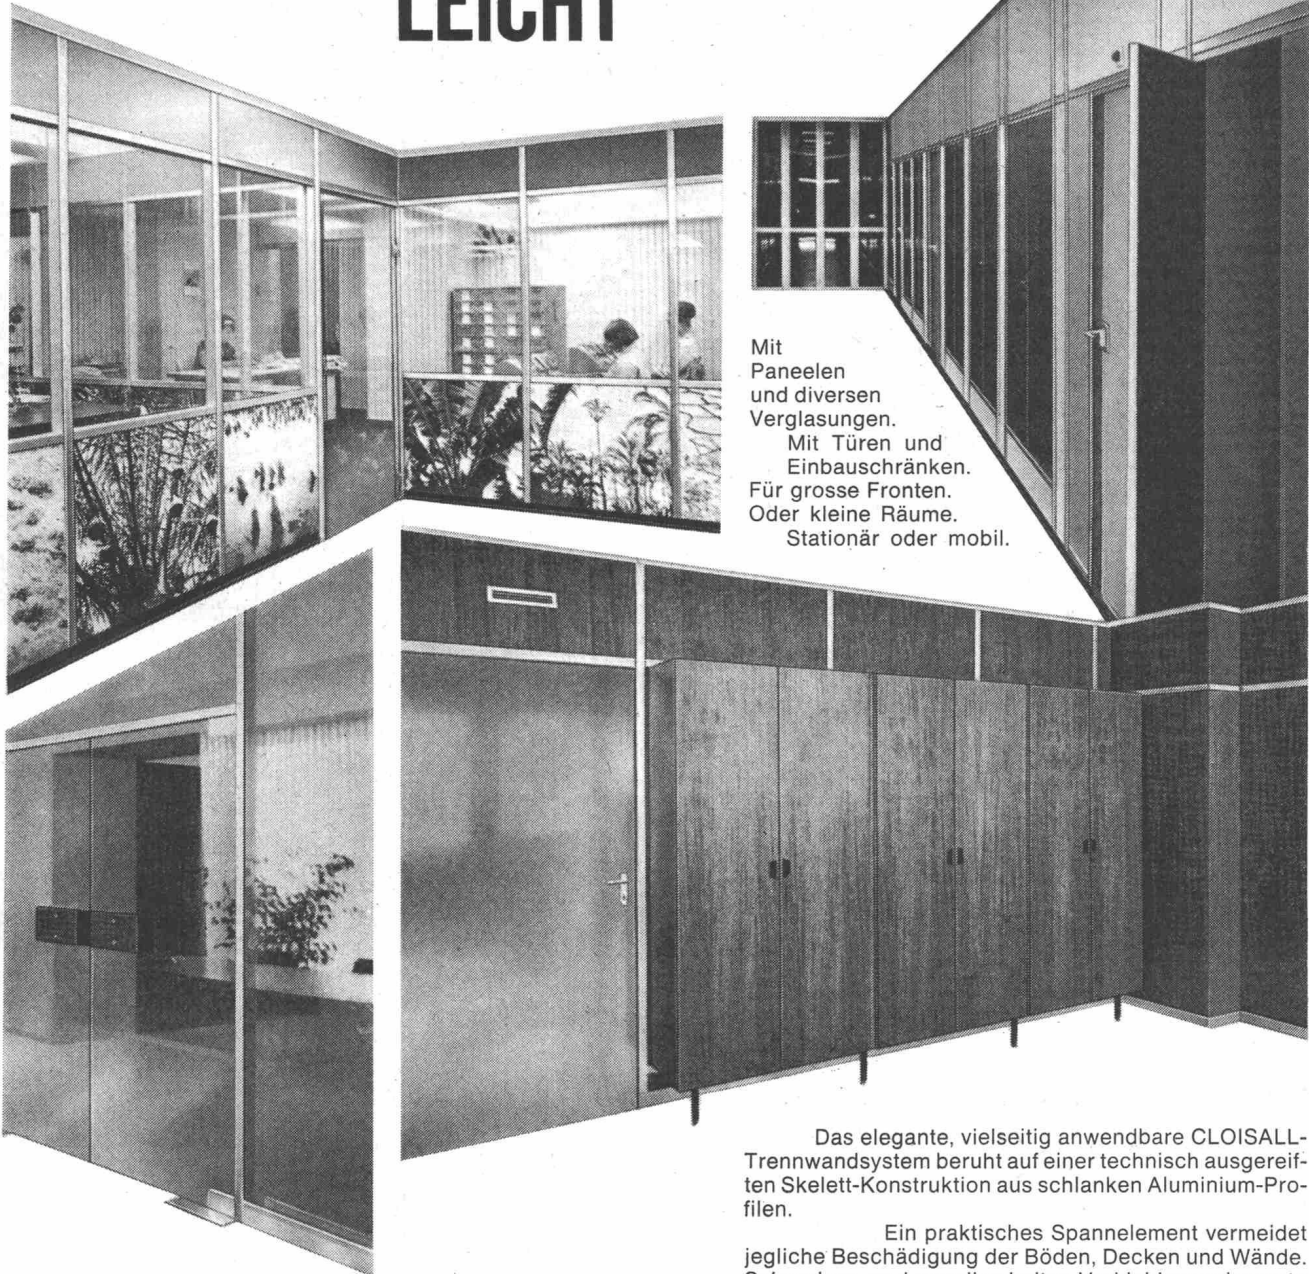 LEICHT
Mit
Paneelen
und diversen
Verglasungen.
Mit Türen und
Einbauschränken.
Für grosse Fronten.
Oder kleine Räume.
Stationär oder mobil.
Das elegante, vielseitig anwendbare CLOISALL-
Trennwandsystem beruht auf einer technisch ausgereif-
ten Skelett-Konstruktion aus schlanken Aluminium-Pro-
filen.
Ein praktisches Spannelement vermeidet
jegliche Beschädigung der Böden, Decken und Wände.